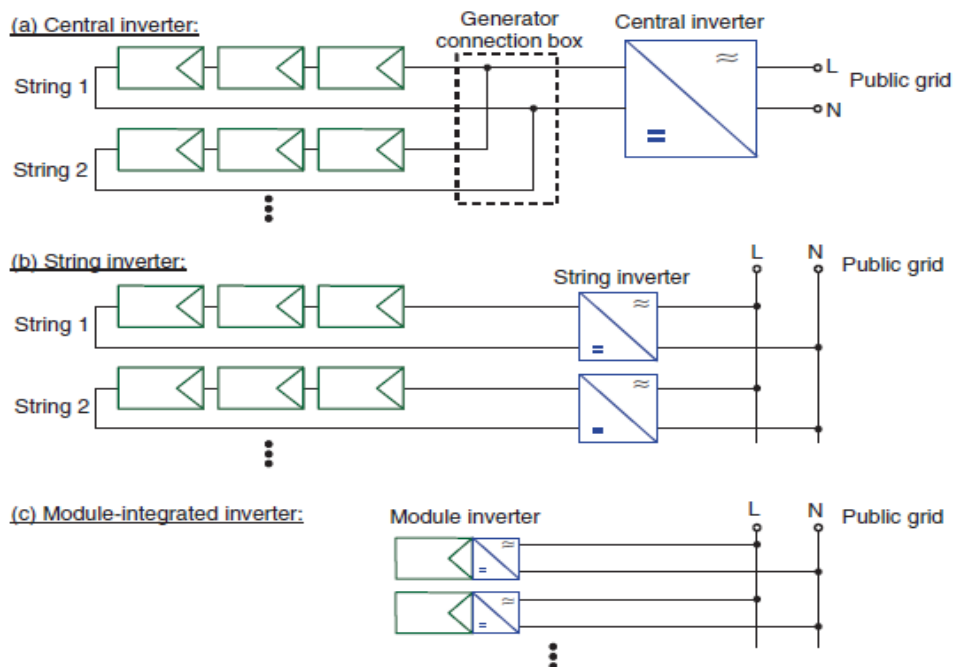 (a) Central inverter:
Generator
connection box
Central inverter
String 1
L
Public grid
N
String 2
(b) String inverter:
L
N
Public grid
String inverter
String 1
String 2
(c) Module-integrated inverter:
Module inverter
L
N
Public grid